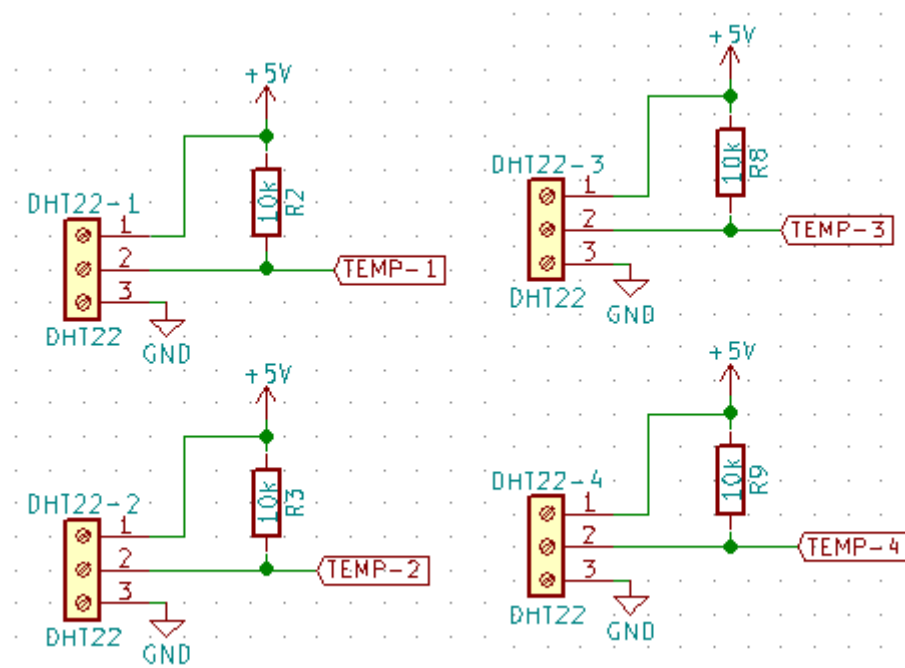 +5V
DHT22-1
1
2
3
10k
R2
TEMP-1
DHT22
GND
+5V
DHT22-3
1
2
3
10k
R8
TEMP-3
DHT22
GND
+5V
DHT22-2
1
2
3
10k
R3
TEMP-2
DHT22
GND
+5V
DHT22-4
1
2
3
10k
R9
TEMP-4
DHT22
GND